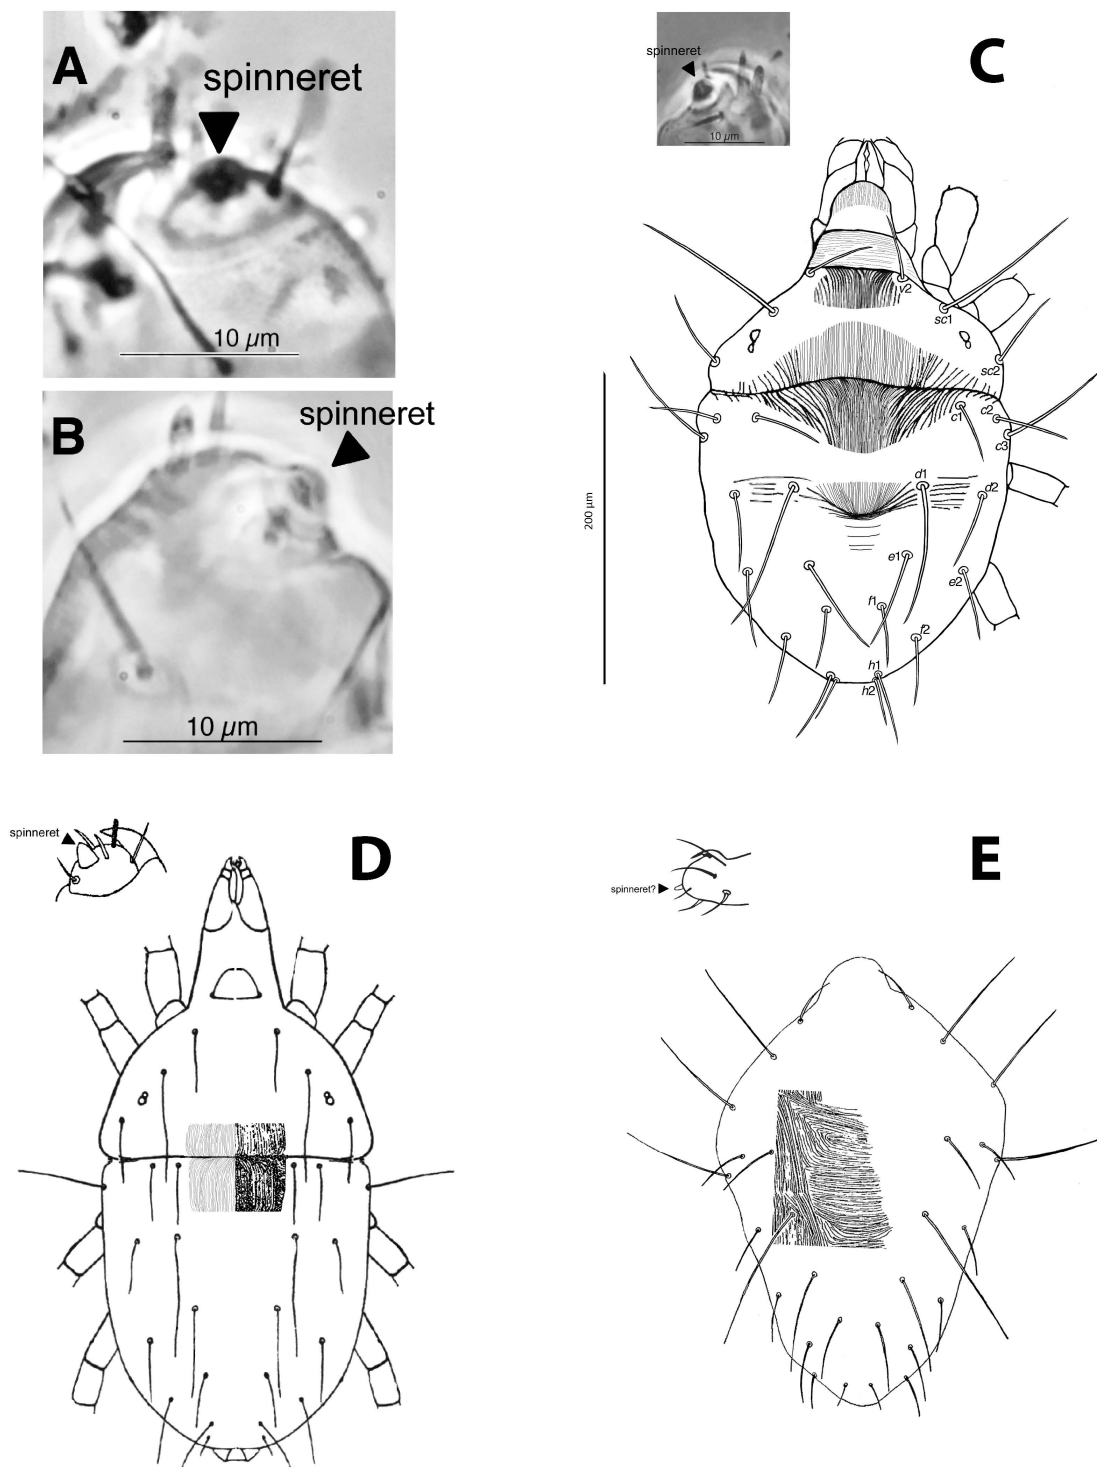 A
spinneret
10 µm
B
spinneret
10 µm
C
spinneret
10 µm
v2
sc1
sc2
c1
c2
c3
d1
d2
e1
e2
f1
f2
h1
h2
200 µm
D
spinneret
E
spinneret?